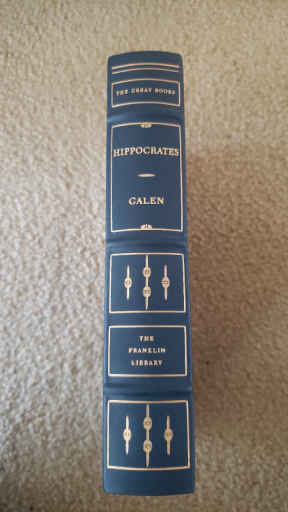 THE GREAT BOOKS
HIPPOCRATES
GALEN
THE
FRANKLIN
LIBRARY